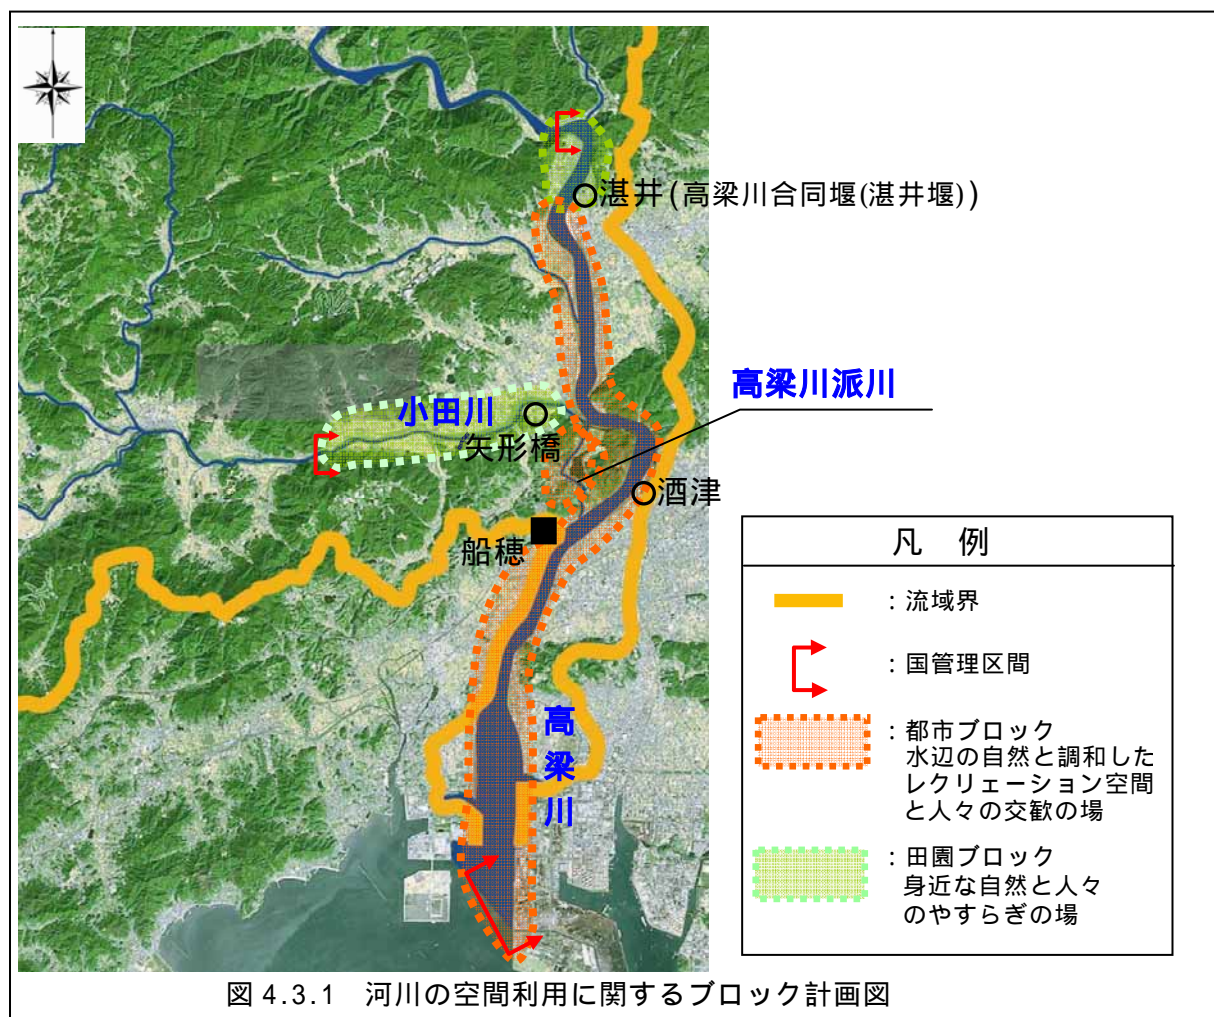 湛井(高梁川合同堰(湛井堰))
高梁川派川
小田川
矢形橋
酒津
船穂
高梁川
凡 例
：流域界
：国管理区間
：都市ブロック
水辺の自然と調和した
レクリェーション空間
と人々の交歓の場
：田園ブロック
身近な自然と人々
のやすらぎの場
図 4.3.1 河川の空間利用に関するブロック計画図